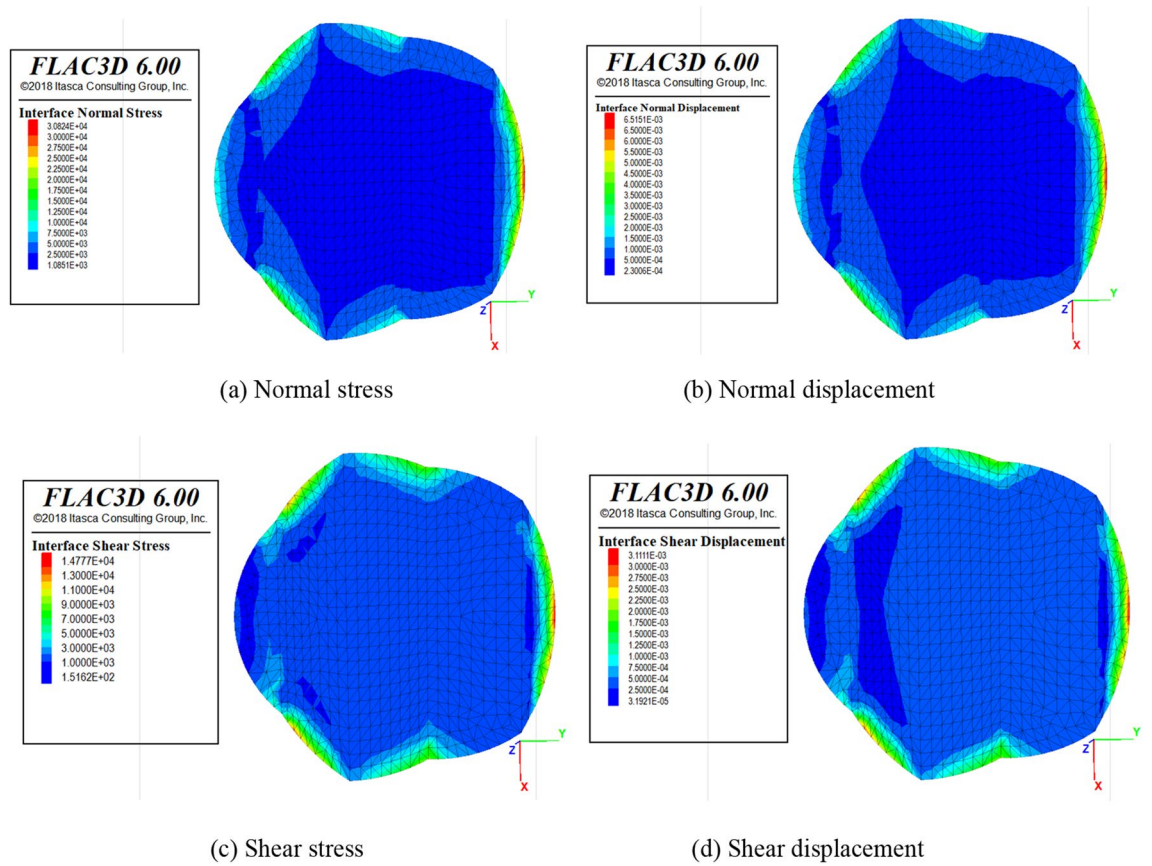 FLAC3D 6.00
©2018 Itasca Consulting Group, Inc.
Interface Normal Stress
3.0824E+04
3.0000E+04
2.7500E+04
2.5000E+04
2.2500E+04
2.0000E+04
1.7500E+04
1.5000E+04
1.2500E+04
1.0000E+04
7.5000E+03
5.0000E+03
2.5000E+03
1.0851E+03
Z
Y
X
(a) Normal stress
FLAC3D 6.00
©2018 Itasca Consulting Group, Inc.
Interface Normal Displacement
6.5151E-03
6.5000E-03
6.0000E-03
5.5000E-03
5.0000E-03
4.5000E-03
4.0000E-03
3.5000E-03
3.0000E-03
2.5000E-03
2.0000E-03
1.5000E-03
1.0000E-03
5.0000E-04
2.3006E-04
Z
Y
X
(b) Normal displacement
FLAC3D 6.00
©2018 Itasca Consulting Group, Inc.
Interface Shear Stress
1.4777E+04
1.3000E+04
1.1000E+04
9.0000E+03
7.0000E+03
5.0000E+03
3.0000E+03
1.0000E+03
1.5162E+02
Z
Y
X
(c) Shear stress
FLAC3D 6.00
©2018 Itasca Consulting Group, Inc.
Interface Shear Displacement
3.1111E-03
3.0000E-03
2.7500E-03
2.5000E-03
2.2500E-03
2.0000E-03
1.7500E-03
1.5000E-03
1.2500E-03
1.0000E-03
7.5000E-04
5.0000E-04
2.5000E-04
3.1921E-05
Z
Y
X
(d) Shear displacement